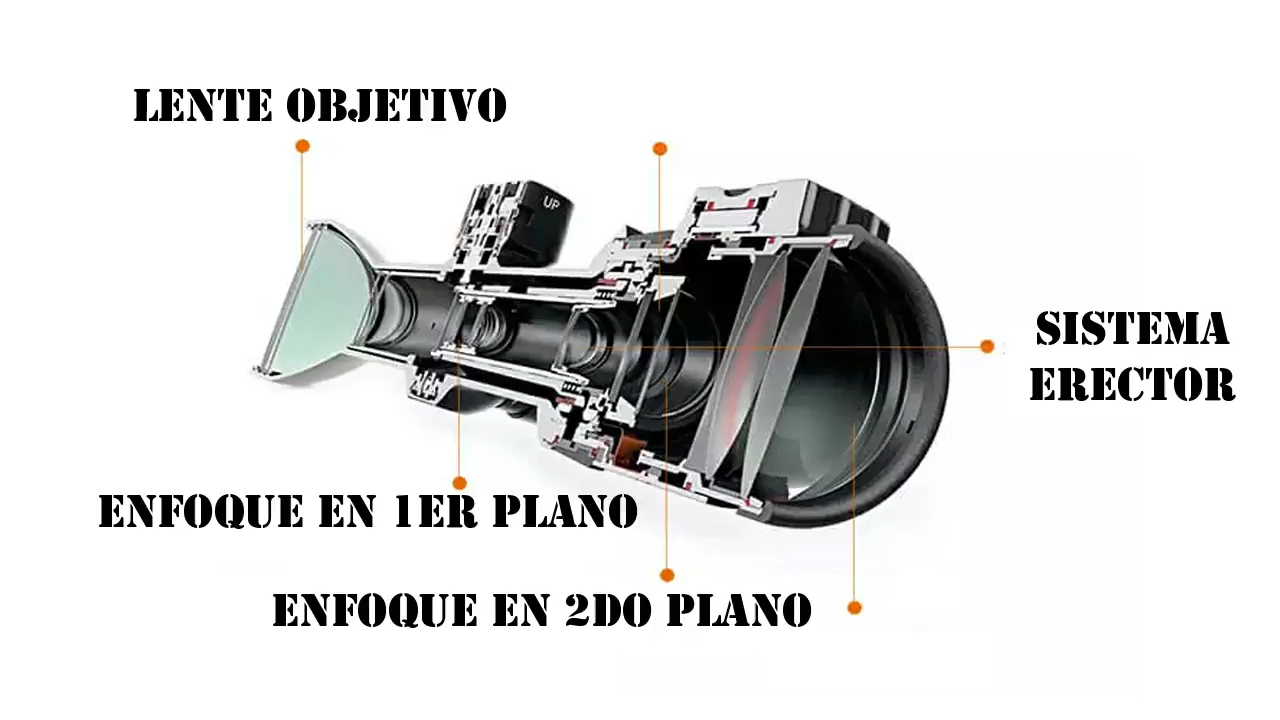 LENTE OBJETIVO
UP
SISTEMA
ERECTOR
ENFOQUE EN 1ER PLANO
ENFOQUE EN 2DO PLANO